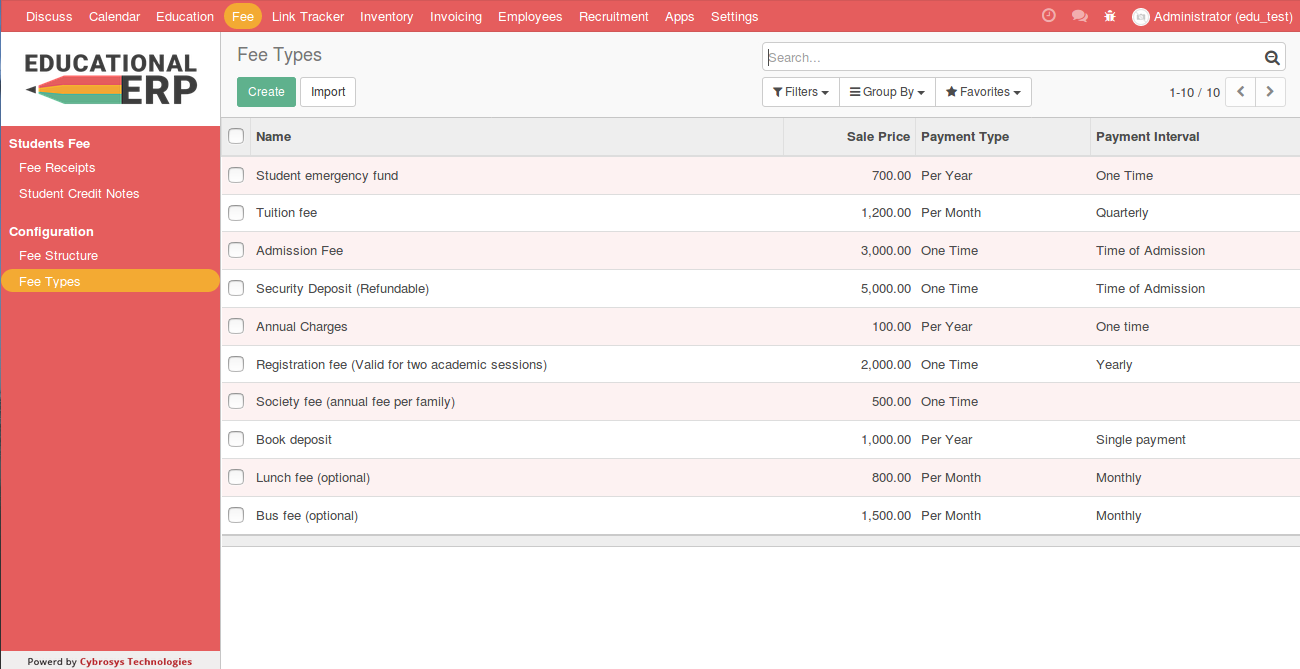 Discuss Calendar Education Fee Link Tracker Inventory Invoicing Employees Recruitment Apps Settings Administrator (edu_test)
EDUCATIONAL
ERP
Students Fee
Fee Receipts
Student Credit Notes
Configuration
Fee Structure
Fee Types
Powerd by Cybrosys Technologies
Fee Types
Search...
Create Import
Filters Group By Favorites 1-10 / 10
Name Sale Price Payment Type Payment Interval
Student emergency fund 700.00 Per Year One Time
Tuition fee 1,200.00 Per Month Quarterly
Admission Fee 3,000.00 One Time Time of Admission
Security Deposit (Refundable) 5,000.00 One Time Time of Admission
Annual Charges 100.00 Per Year One time
Registration fee (Valid for two academic sessions) 2,000.00 One Time Yearly
Society fee (annual fee per family) 500.00 One Time
Book deposit 1,000.00 Per Year Single payment
Lunch fee (optional) 800.00 Per Month Monthly
Bus fee (optional) 1,500.00 Per Month Monthly